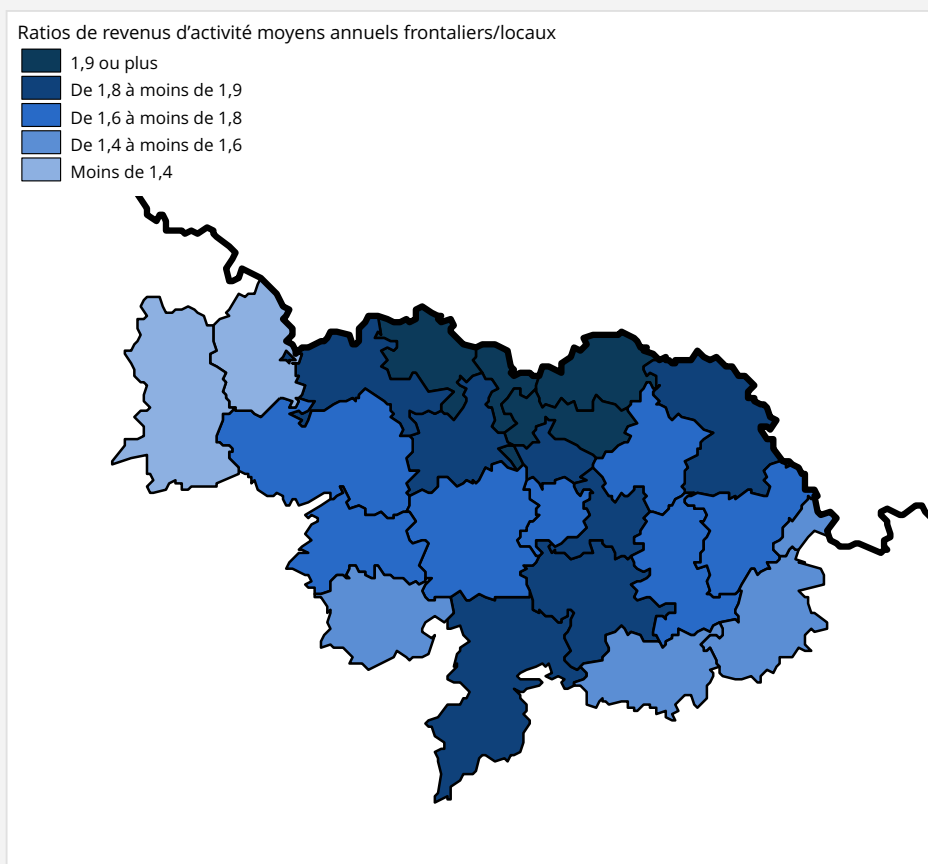 Ratios de revenus d’activité moyens annuels frontaliers/locaux
1,9 ou plus
De 1,8 à moins de 1,9
De 1,6 à moins de 1,8
De 1,4 à moins de 1,6
Moins de 1,4